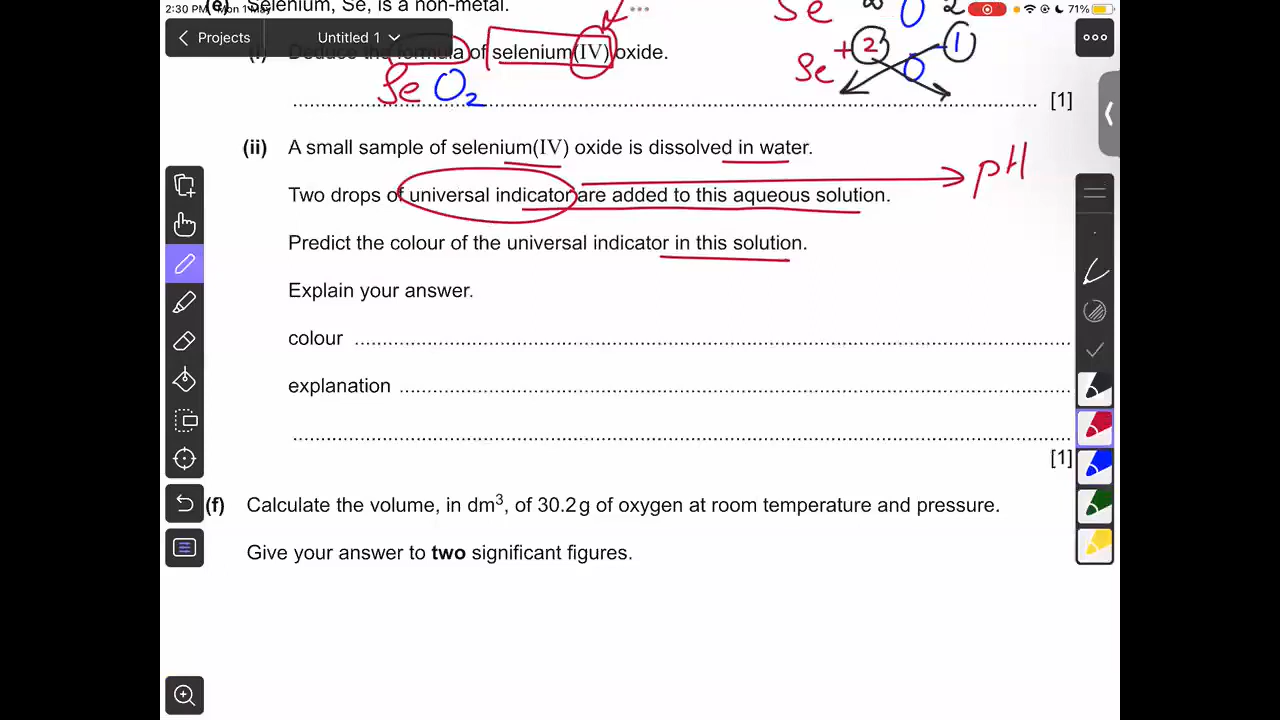 (e) Selenium, Se, is a non-metal.
2:30 PM Mon 1 May
71%
Projects
Untitled 1
Se O 2
(i) Deduce the formula of selenium(IV) oxide.
Se +2 O -1
SeO2
[1]
(ii) A small sample of selenium(IV) oxide is dissolved in water.
Two drops of universal indicator are added to this aqueous solution.
pH
Predict the colour of the universal indicator in this solution.
Explain your answer.
colour
explanation
[1]
(f) Calculate the volume, in dm³, of 30.2 g of oxygen at room temperature and pressure.
Give your answer to two significant figures.